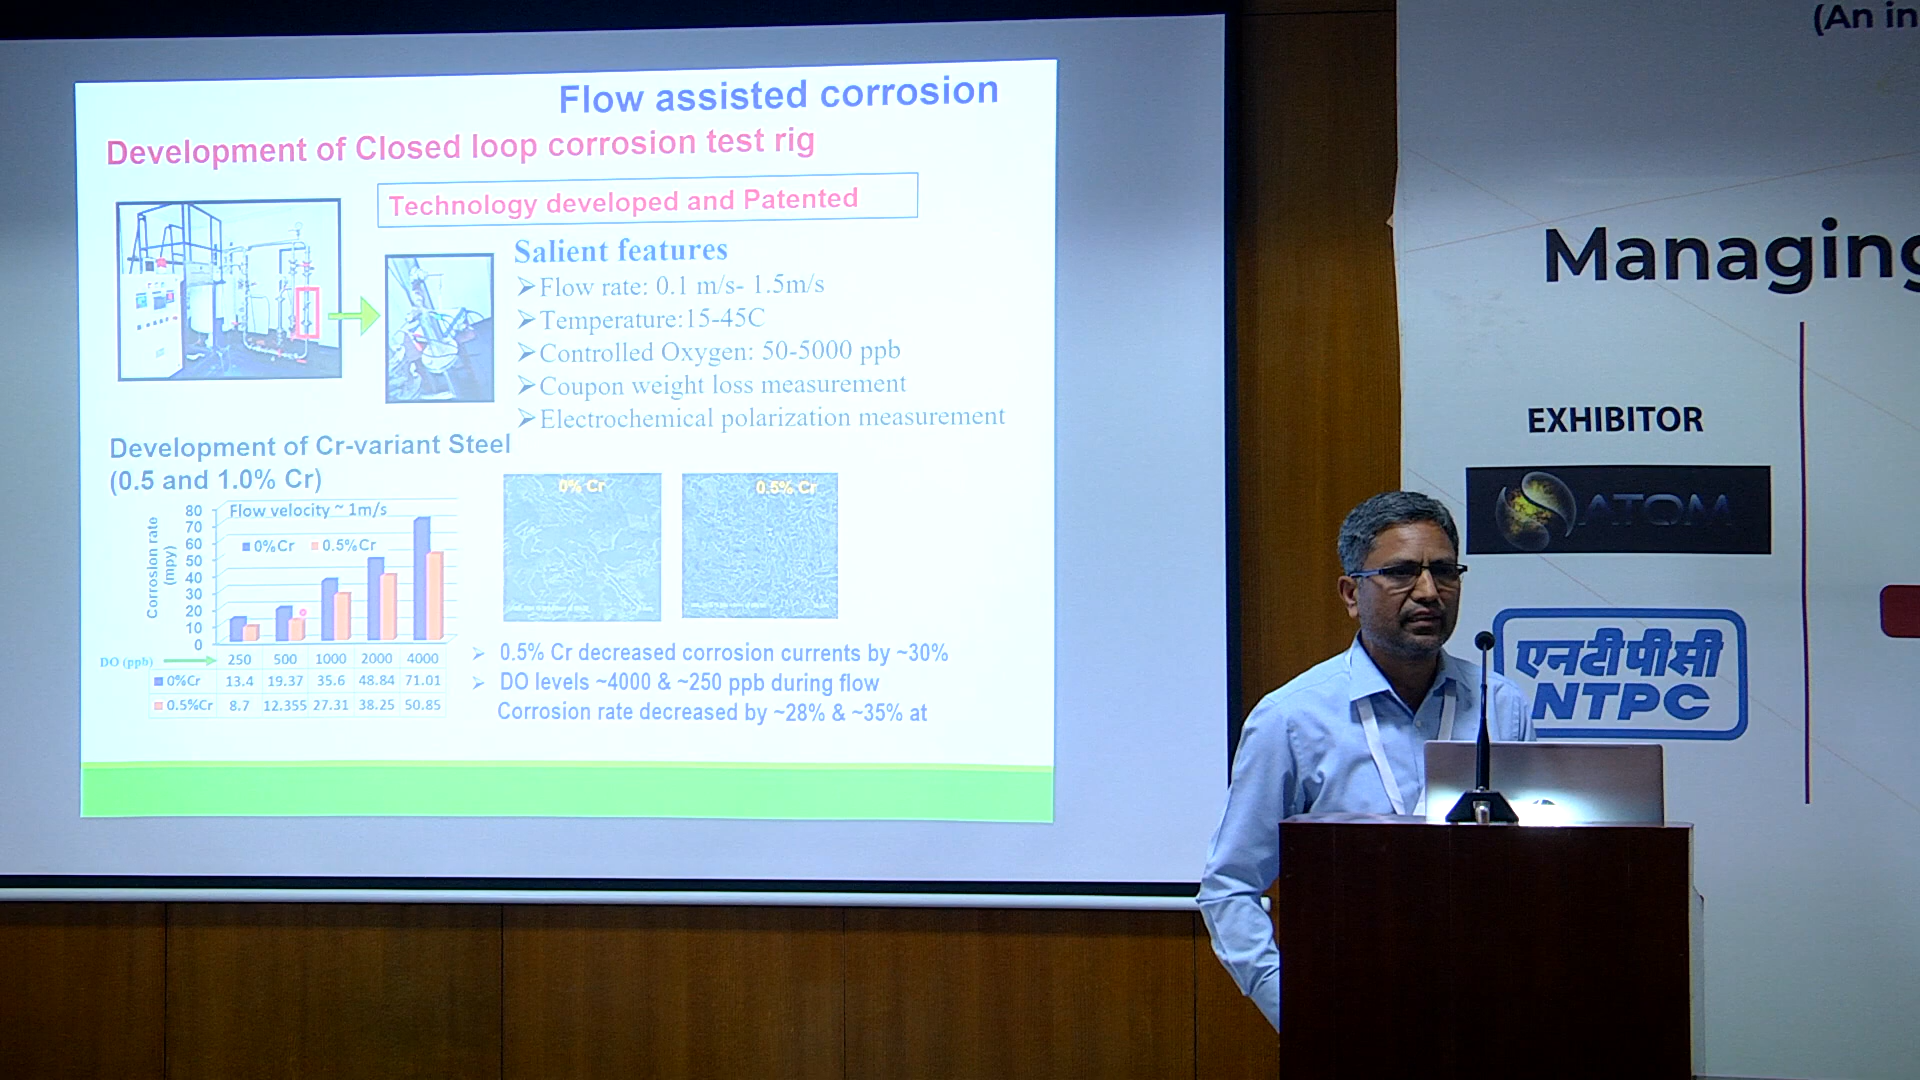 Flow assisted corrosion
Development of Closed loop corrosion test rig
Technology developed and Patented
Salient features
➢Flow rate: 0.1 m/s- 1.5m/s
➢Temperature:15-45C
➢Controlled Oxygen: 50-5000 ppb
➢Coupon weight loss measurement
➢Electrochemical polarization measurement
Development of Cr-variant Steel
(0.5 and 1.0% Cr)
0% Cr
0.5% Cr
Flow velocity ~ 1m/s
0%Cr 0.5%Cr
Corrosion rate
(mpy)
80
70
60
50
40
30
20
10
0
DO (ppb) 250 500 1000 2000 4000
0%Cr 13.4 19.37 35.6 48.84 71.01
0.5%Cr 8.7 12.355 27.31 38.25 50.85
➢ 0.5% Cr decreased corrosion currents by ~30%
➢ DO levels ~4000 & ~250 ppb during flow
Corrosion rate decreased by ~28% & ~35% at
(An in
Managing
EXHIBITOR
ATOM
एनटीपीसी
NTPC